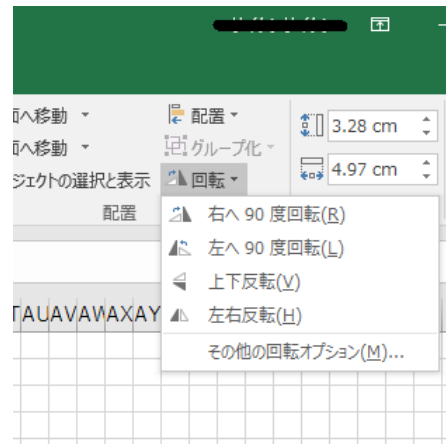 面へ移動
面へ移動
ジェクトの選択と表示
配置
グループ化
回転
配置
3.28 cm
4.97 cm
右へ 90 度回転(R)
左へ 90 度回転(L)
上下反転(V)
左右反転(H)
その他の回転オプション(M)...
AUAVAWAXAY